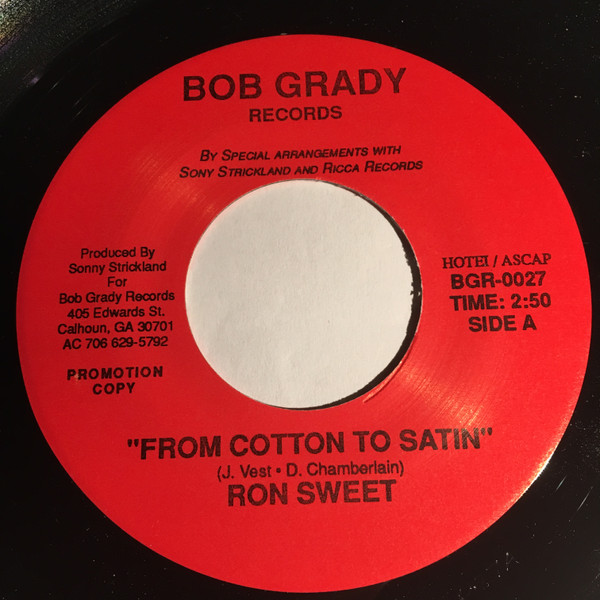 BOB GRADY
RECORDS
BY SPECIAL ARRANGEMENTS WITH
SONY STRICKLAND AND RICCA RECORDS
Produced By
Sonny Strickland
For
Bob Grady Records
405 Edwards St.
Calhoun, GA 30701
AC 706 629-5792
PROMOTION
COPY
HOTEI / ASCAP
BGR-0027
TIME: 2:50
SIDE A
"FROM COTTON TO SATIN"
(J. Vest • D. Chamberlain)
RON SWEET